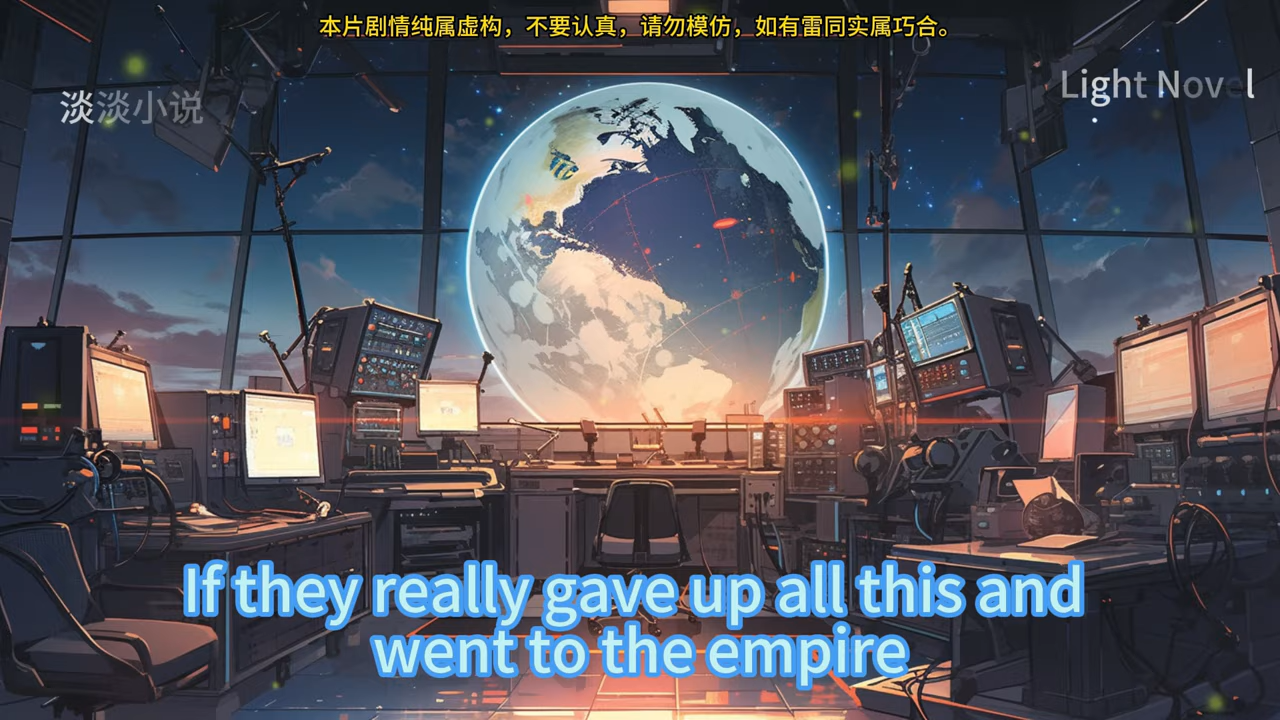 本片剧情纯属虚构，不要认真，请勿模仿，如有雷同实属巧合。
淡淡小说
Light Novel
If they really gave up all this and
went to the empire